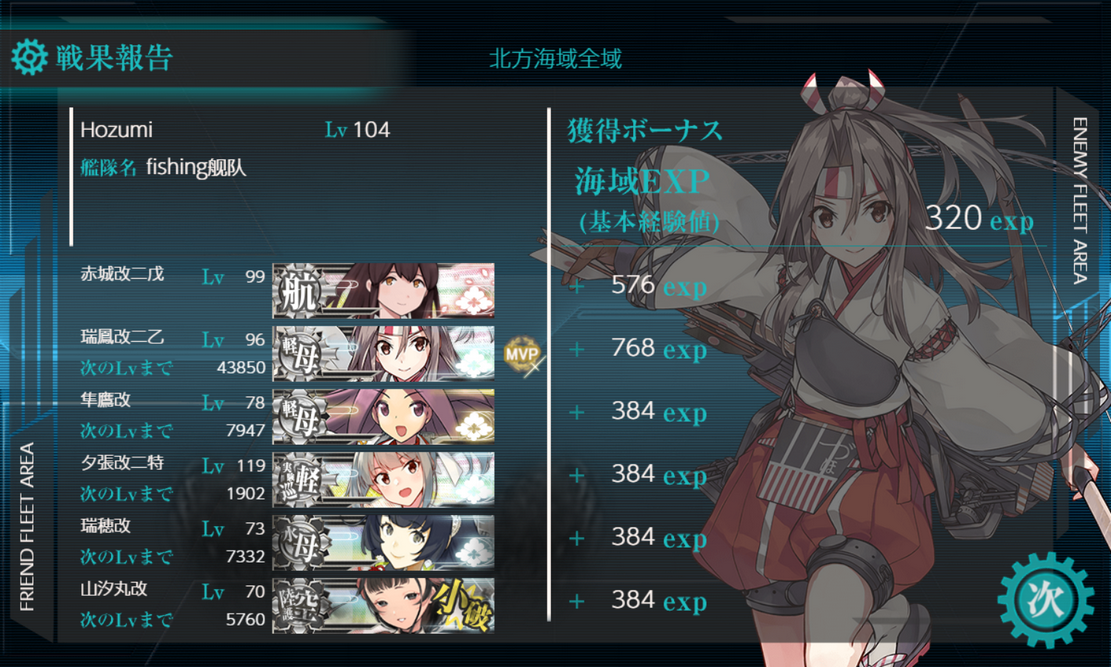 戦果報告
北方海域全域
Hozumi Lv 104
艦隊名 fishing舰队
赤城改二戊 Lv 99
航
瑞鳳改二乙 Lv 96
次のLvまで 43850
軽母
MVP
隼鷹改 Lv 78
次のLvまで 7947
軽母
夕張改二特 Lv 119
次のLvまで 1902
実験軽巡
瑞穂改 Lv 73
次のLvまで 7332
水母
山汐丸改 Lv 70
次のLvまで 5760
小破
獲得ボーナス
海域EXP
(基本経験値)
320 exp
+ 576 exp
+ 768 exp
+ 384 exp
+ 384 exp
+ 384 exp
+ 384 exp
づほ
次
FRIEND FLEET AREA
ENEMY FLEET AREA